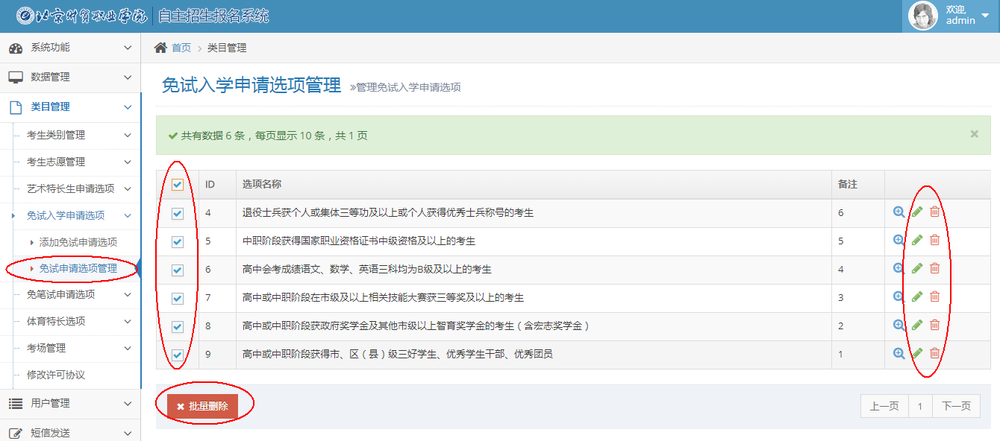 北京财贸职业学院 自主招生报名系统
欢迎,
admin
系统功能
数据管理
类目管理
考生类别管理
考生志愿管理
艺术特长生申请选项
免试入学申请选项
添加免试申请选项
免试申请选项管理
免笔试申请选项
体育特长选项
考场管理
修改许可协议
用户管理
短信发送
首页 > 类目管理
免试入学申请选项管理 »管理免试入学申请选项
共有数据 6 条，每页显示 10 条，共 1 页 ×
ID 选项名称 备注
4 退役士兵获个人或集体三等功及以上或个人获得优秀士兵称号的考生 6
5 中职阶段获得国家职业资格证书中级资格及以上的考生 5
6 高中会考成绩语文、数学、英语三科均为B级及以上的考生 4
7 高中或中职阶段在市级及以上相关技能大赛获三等奖及以上的考生 3
8 高中或中职阶段获政府奖学金及其他市级以上智育奖学金的考生（含宏志奖学金） 2
9 高中或中职阶段获得市、区（县）级三好学生、优秀学生干部、优秀团员 1
批量删除
上一页 1 下一页